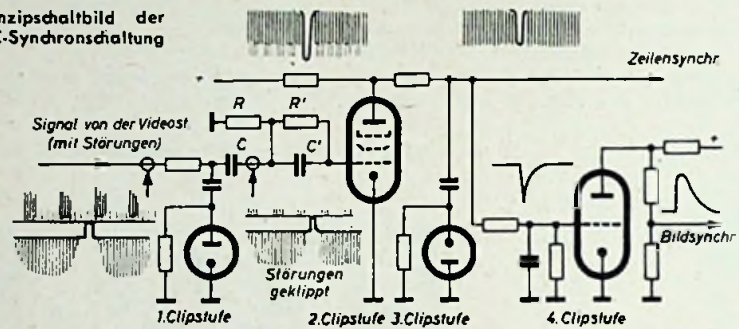 nzipschaltbild der
-Synchronschaltung
+
Zeilensynchr.
R
R'
Signal von der Videost.
(mit Störungen)
C
C'
+
Bildsynchr.
Störungen
geklippt
1.Clipstufe
2.Clipstufe
3.Clipstufe
4. Clipstufe